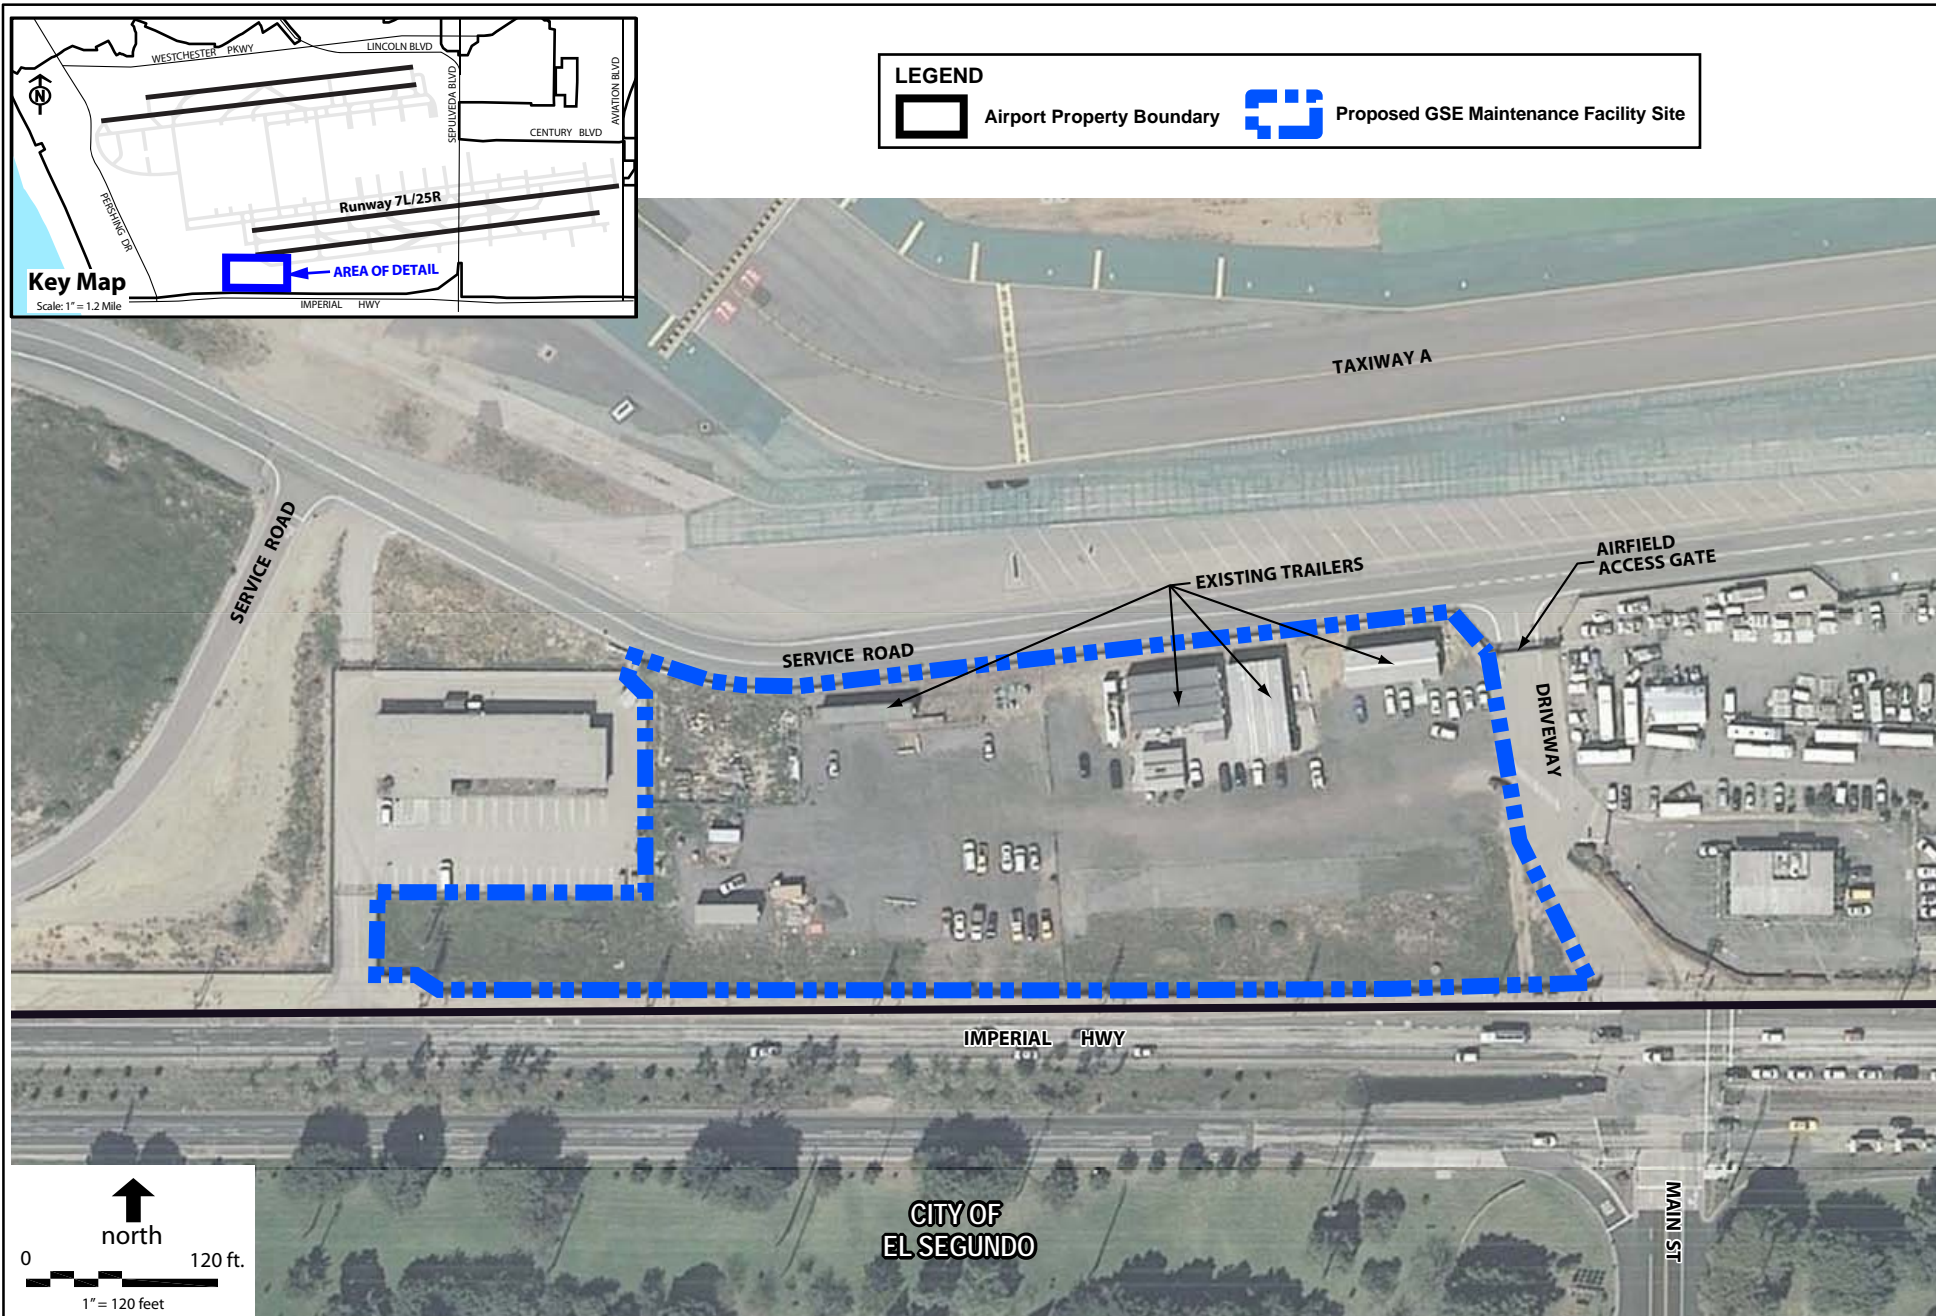 WESTCHESTER PKWY
LINCOLN BLVD
SEPULVEDA BLVD
AVIATION BLVD
CENTURY BLVD
N
PERSHING DR
Runway 7L/25R
AREA OF DETAIL
Key Map
Scale: 1" = 1.2 Mile
IMPERIAL HWY
LEGEND
Airport Property Boundary
Proposed GSE Maintenance Facility Site
TAXIWAY A
SERVICE ROAD
EXISTING TRAILERS
AIRFIELD
ACCESS GATE
SERVICE ROAD
DRIVEWAY
IMPERIAL HWY
CITY OF
EL SEGUNDO
MAIN ST
north
0 120 ft.
1" = 120 feet